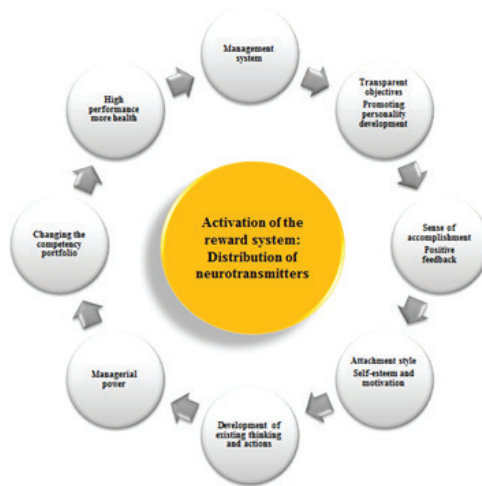 Management
system
Transparent
objectives
Promoting
personality
development
Sense of
accomplishment
Positive
feedback
Attachment style
Self-esteem and
motivation
Development of
existing thinking
and actions
Managerial
power
Changing the
competency
portfolio
High
performance
more health
Activation of the
reward system:
Distribution of
neurotransmitters